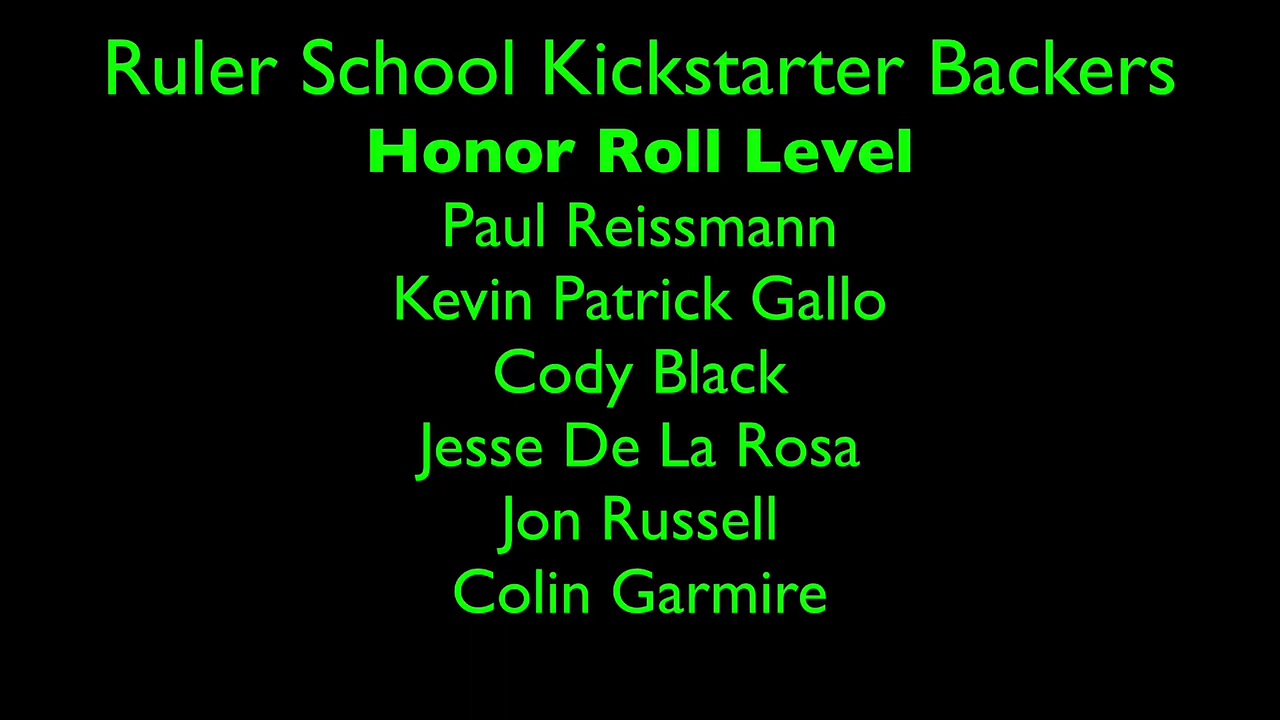 Ruler School Kickstarter Backers
Honor Roll Level
Paul Reissmann
Kevin Patrick Gallo
Cody Black
Jesse De La Rosa
Jon Russell
Colin Garmire